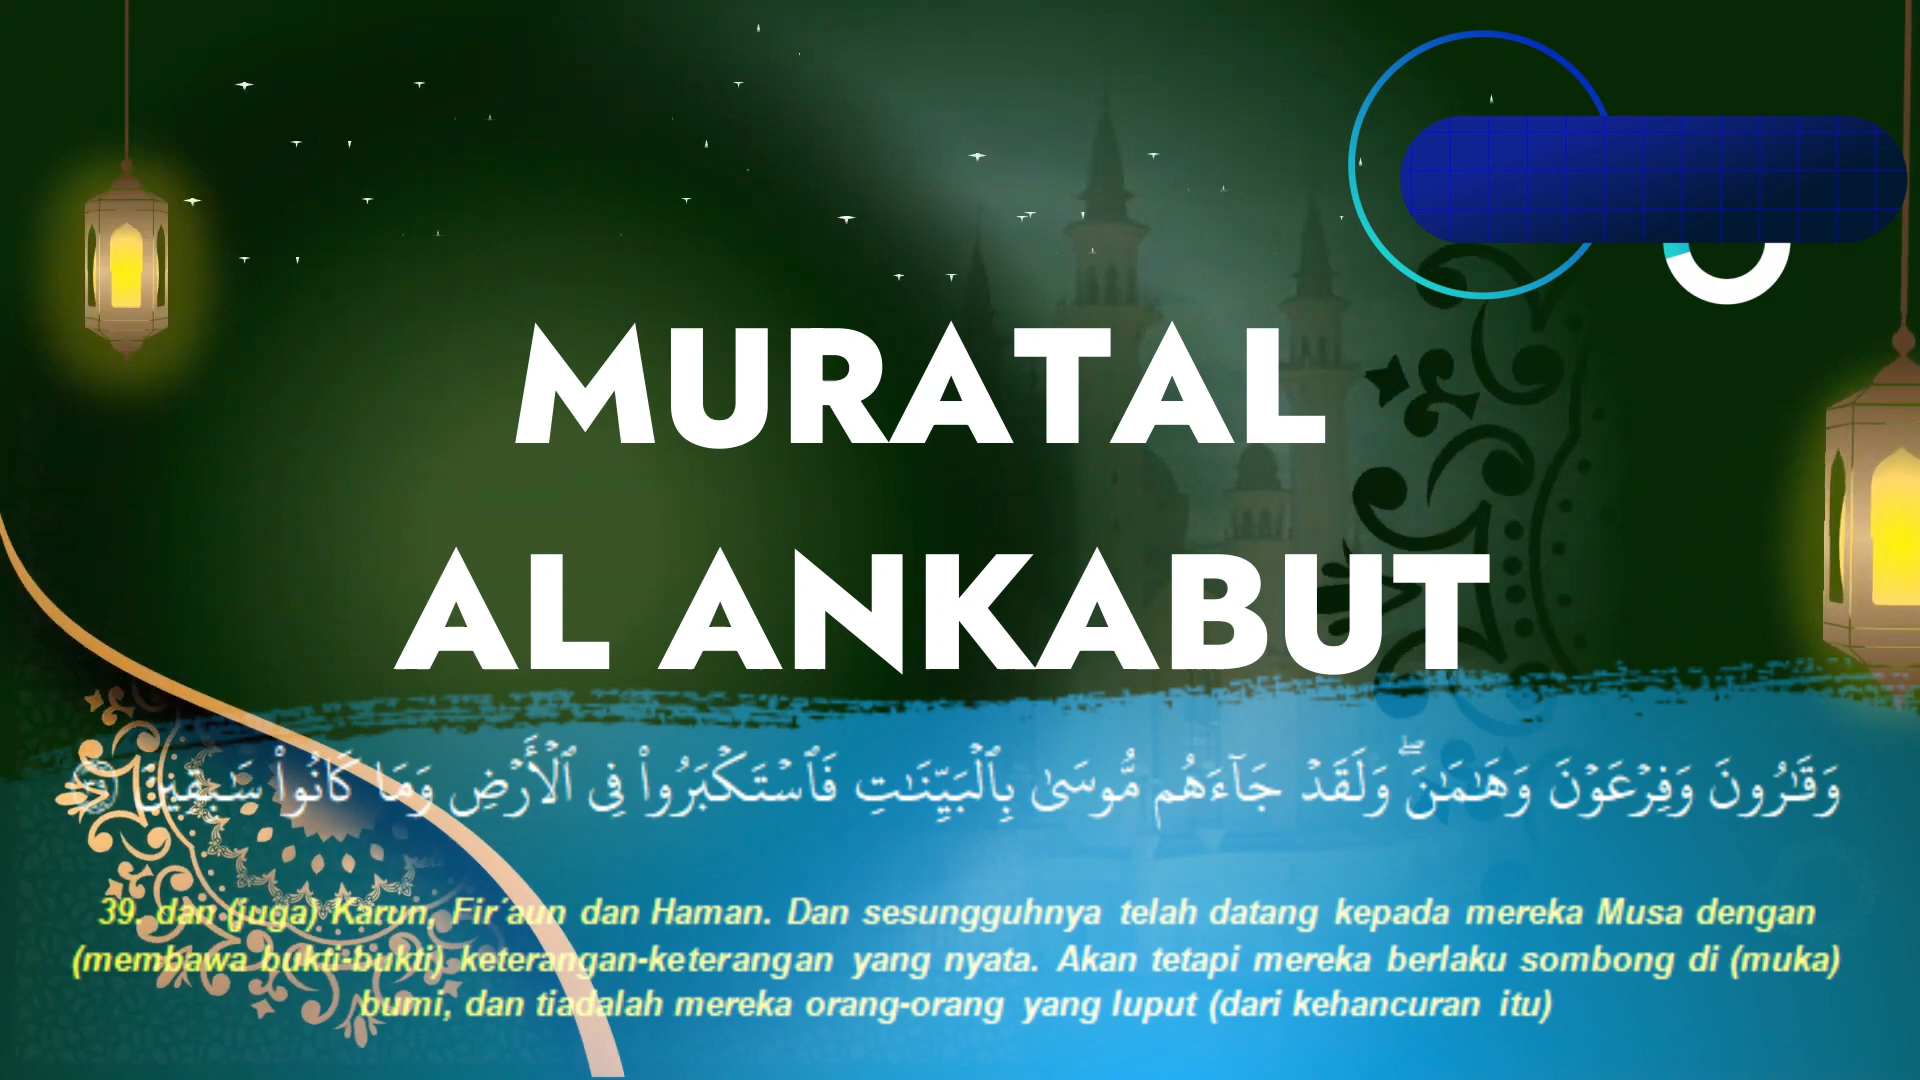 MURATAL
AL ANKABUT
وَقَـٰرُونَ وَفِرْعَوْنَ وَهَـٰمَـٰنَ ۖ وَلَقَدْ جَآءَهُم مُّوسَىٰ بِٱلْبَيِّنَـٰتِ فَٱسْتَكْبَرُوا۟ فِى ٱلْأَرْضِ وَمَا كَانُوا۟ سَـٰبِقِينَ
39. dan (juga) Karun, Fir´aun dan Haman. Dan sesungguhnya telah datang kepada mereka Musa dengan
(membawa bukti-bukti) keterangan-keterangan yang nyata. Akan tetapi mereka berlaku sombong di (muka)
bumi, dan tiadalah mereka orang-orang yang luput (dari kehancuran itu)